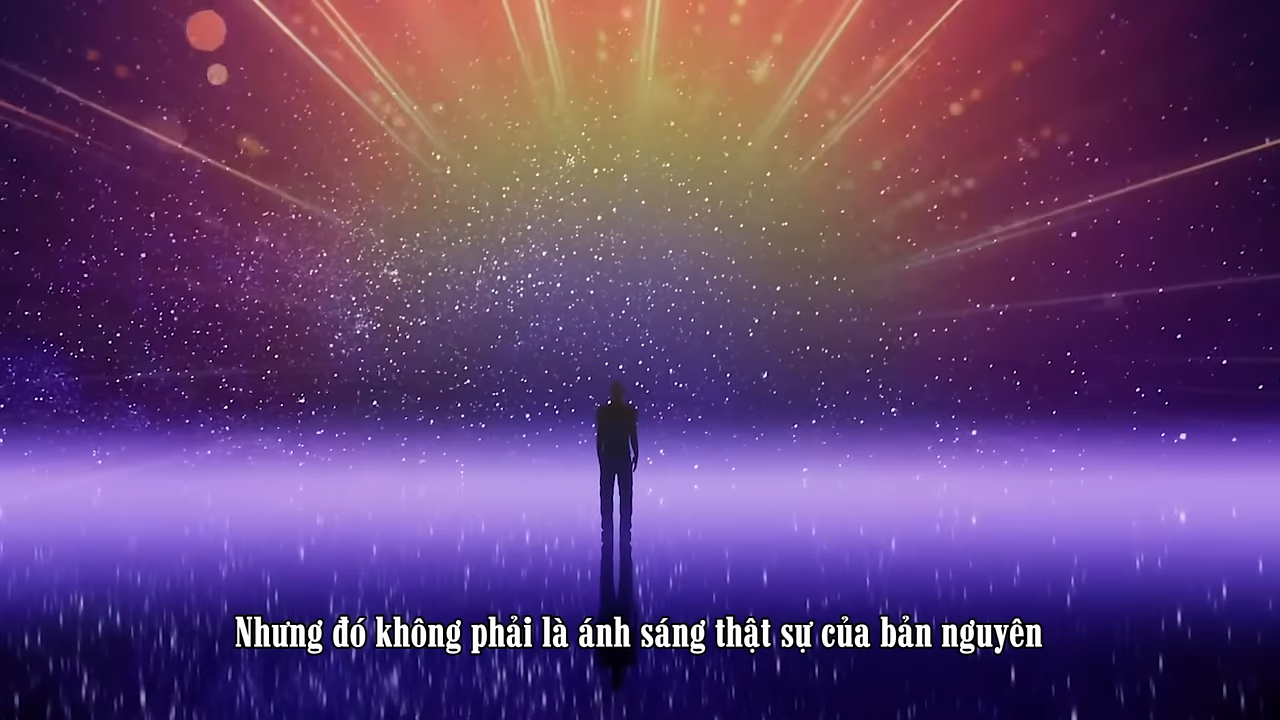 Nhưng đó không phải là ánh sáng thật sự của bản nguyên